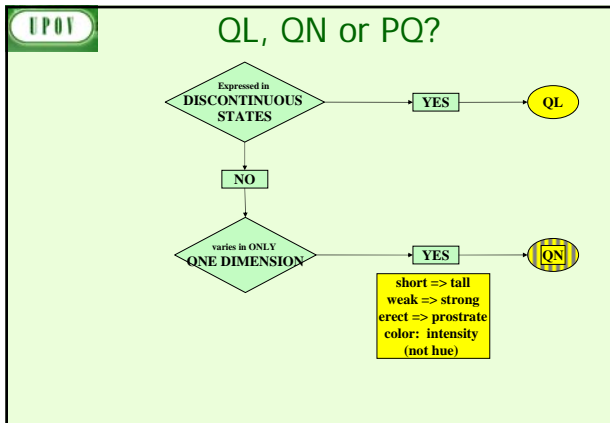 UPOV
QL, QN or PQ?
Expressed in
DISCONTINUOUS
STATES
YES
QL
NO
varies in ONLY
ONE DIMENSION
YES
QN
short => tall
weak => strong
erect => prostrate
color: intensity
(not hue)